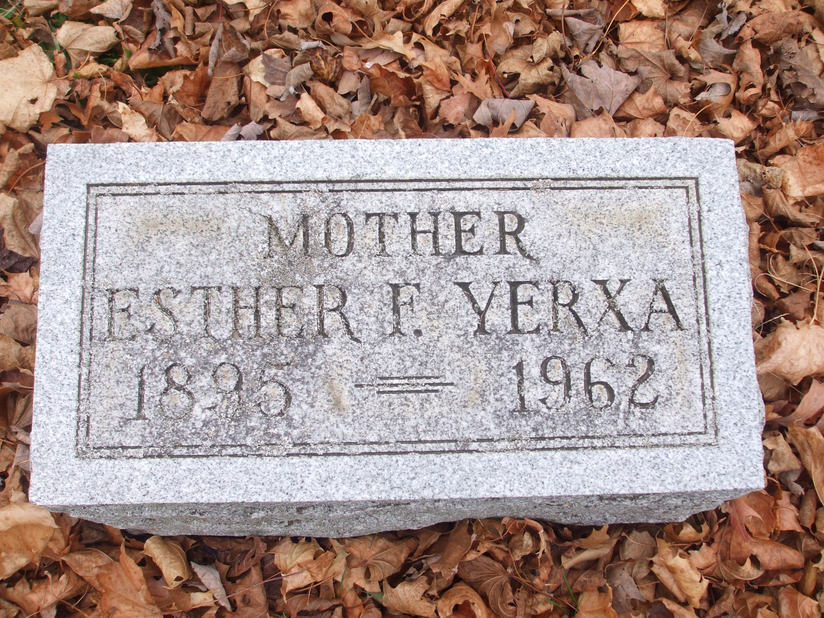 MOTHER
ESTHER F. YERXA
1895 — 1962